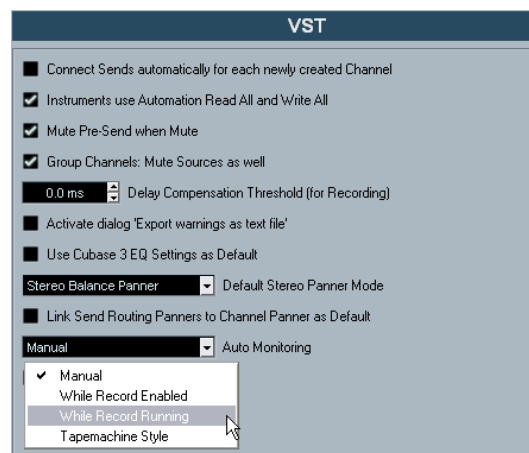 VST
Connect Sends automatically for each newly created Channel
Instruments use Automation Read All and Write All
Mute Pre-Send when Mute
Group Channels: Mute Sources as well
0.0 ms Delay Compensation Threshold (for Recording)
Activate dialog 'Export warnings as text file'
Use Cubase 3 EQ Settings as Default
Stereo Balance Panner Default Stereo Panner Mode
Link Send Routing Panners to Channel Panner as Default
Manual Auto Monitoring
Manual
While Record Enabled
While Record Running
Tapemachine Style